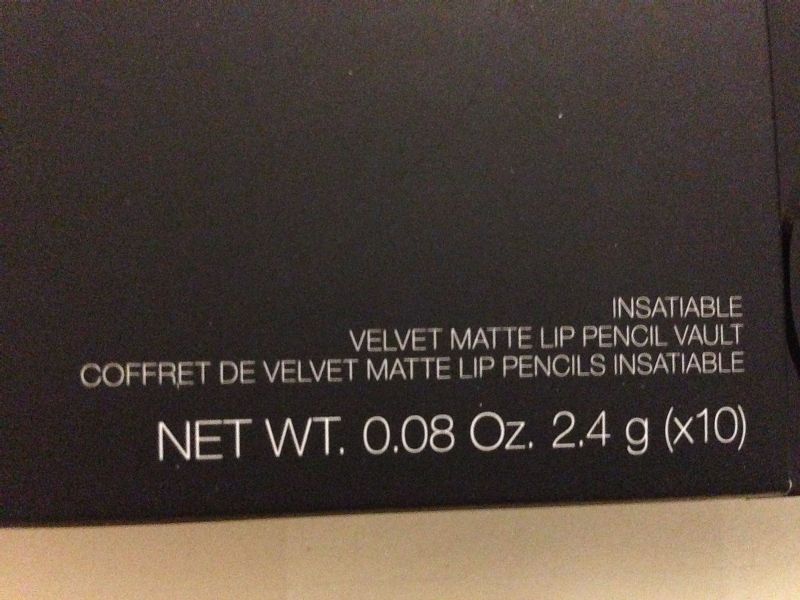 INSATIABLE
VELVET MATTE LIP PENCIL VAULT
COFFRET DE VELVET MATTE LIP PENCILS INSATIABLE
NET WT. 0.08 Oz. 2.4 g (x10)